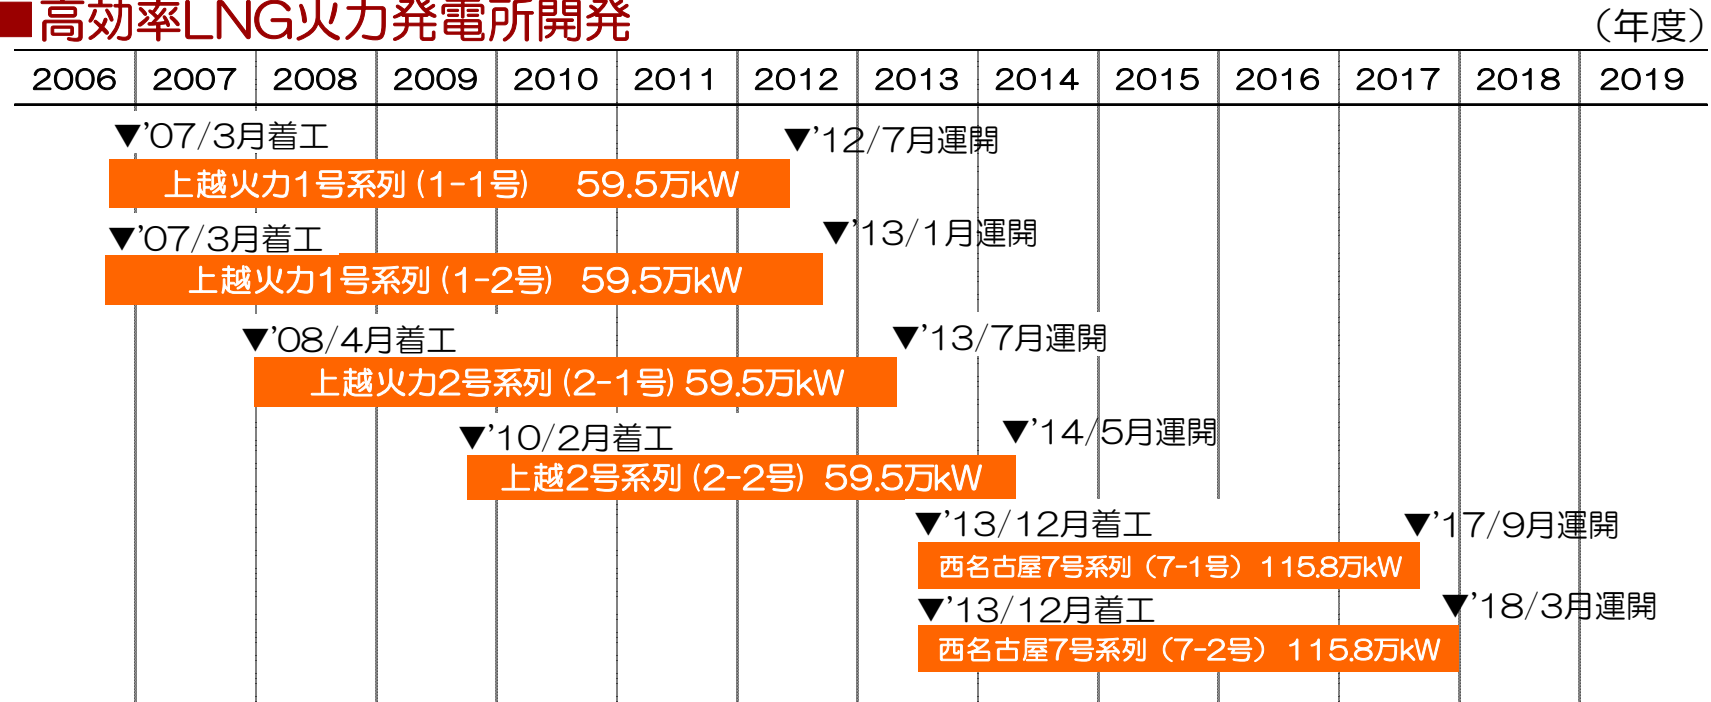 ■高効率LNG火力発電所開発
（年度）
2006 2007 2008 2009 2010 2011 2012 2013 2014 2015 2016 2017 2018 2019
▼'07/3月着工 ▼'12/7月運開
上越火力1号系列 (1-1号) 59.5万kW
▼'07/3月着工 ▼'13/1月運開
上越火力1号系列 (1-2号) 59.5万kW
▼'08/4月着工 ▼'13/7月運開
上越火力2号系列 (2-1号) 59.5万kW
▼'10/2月着工 ▼'14/5月運開
上越2号系列 (2-2号) 59.5万kW
▼'13/12月着工 ▼'17/9月運開
西名古屋7号系列（7-1号） 115.8万kW
▼'13/12月着工 ▼'18/3月運開
西名古屋7号系列（7-2号） 115.8万kW